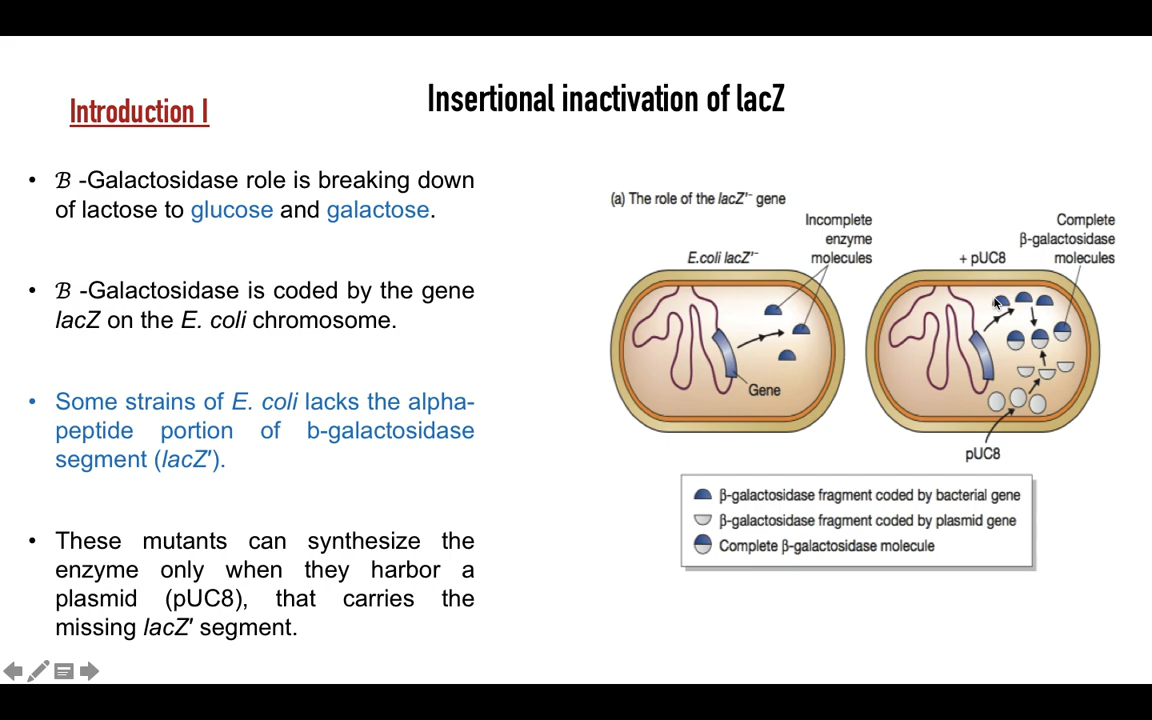 Introduction I
Insertional inactivation of lacZ
• ℬ -Galactosidase role is breaking down
of lactose to glucose and galactose.
• ℬ -Galactosidase is coded by the gene
lacZ on the E. coli chromosome.
• Some strains of E. coli lacks the alpha-
peptide portion of b-galactosidase
segment (lacZ′).
• These mutants can synthesize the
enzyme only when they harbor a
plasmid (pUC8), that carries the
missing lacZ′ segment.
(a) The role of the lacZ′⁻ gene
E.coli lacZ′⁻
Incomplete
enzyme
molecules
Gene
+ pUC8
Complete
β-galactosidase
molecules
pUC8
β-galactosidase fragment coded by bacterial gene
β-galactosidase fragment coded by plasmid gene
Complete β-galactosidase molecule